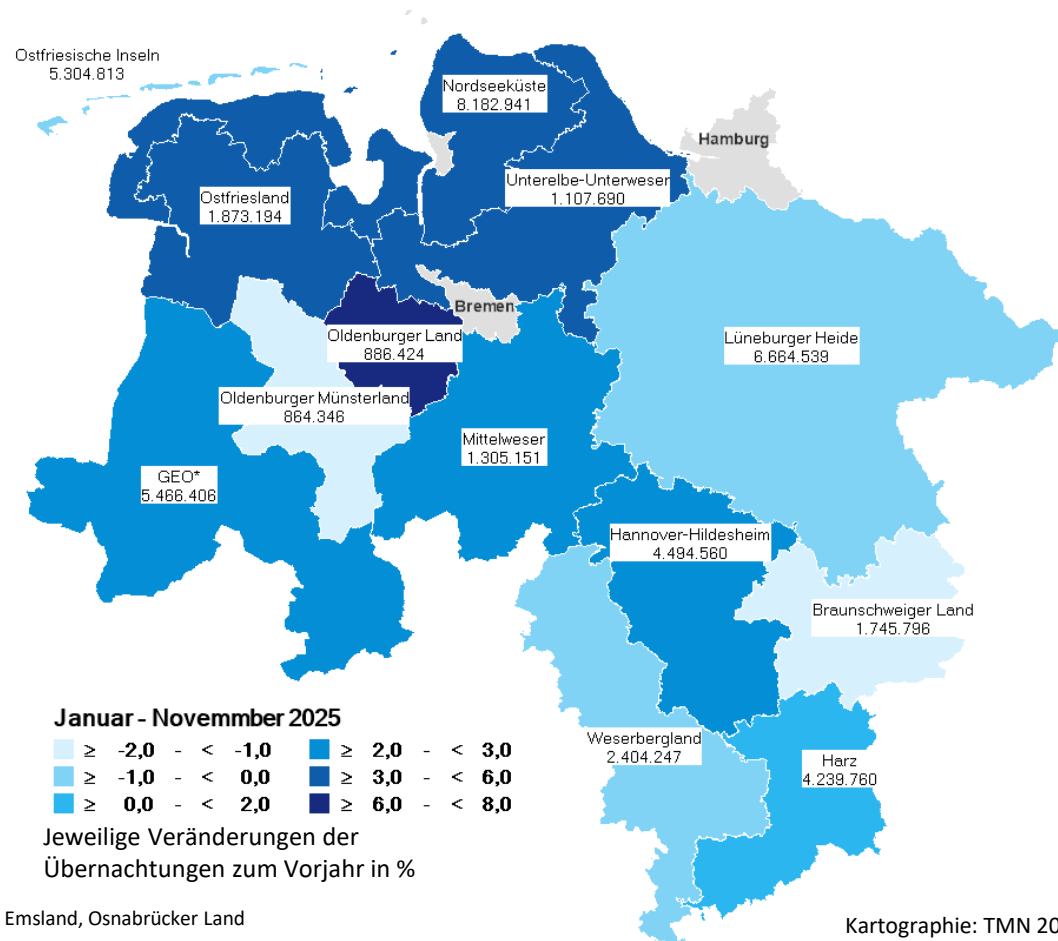 Ostfriesische Inseln
5.304.813
Nordseeküste
8.182.941
Hamburg
Ostfriesland
1.873.194
Unterelbe-Unterweser
1.107.690
Bremen
Oldenburger Land
886.424
Lüneburger Heide
6.664.539
Oldenburger Münsterland
864.346
Mittelweser
1.305.151
GEO*
5.466.406
Hannover-Hildesheim
4.494.560
Braunschweiger Land
1.745.796
Weserbergland
2.404.247
Harz
4.239.760
Januar - Novemmber 2025
≥ -2,0 - < -1,0 ≥ 2,0 - < 3,0
≥ -1,0 - < 0,0 ≥ 3,0 - < 6,0
≥ 0,0 - < 2,0 ≥ 6,0 - < 8,0
Jeweilige Veränderungen der
Übernachtungen zum Vorjahr in %
Emsland, Osnabrücker Land
Kartographie: TMN 20